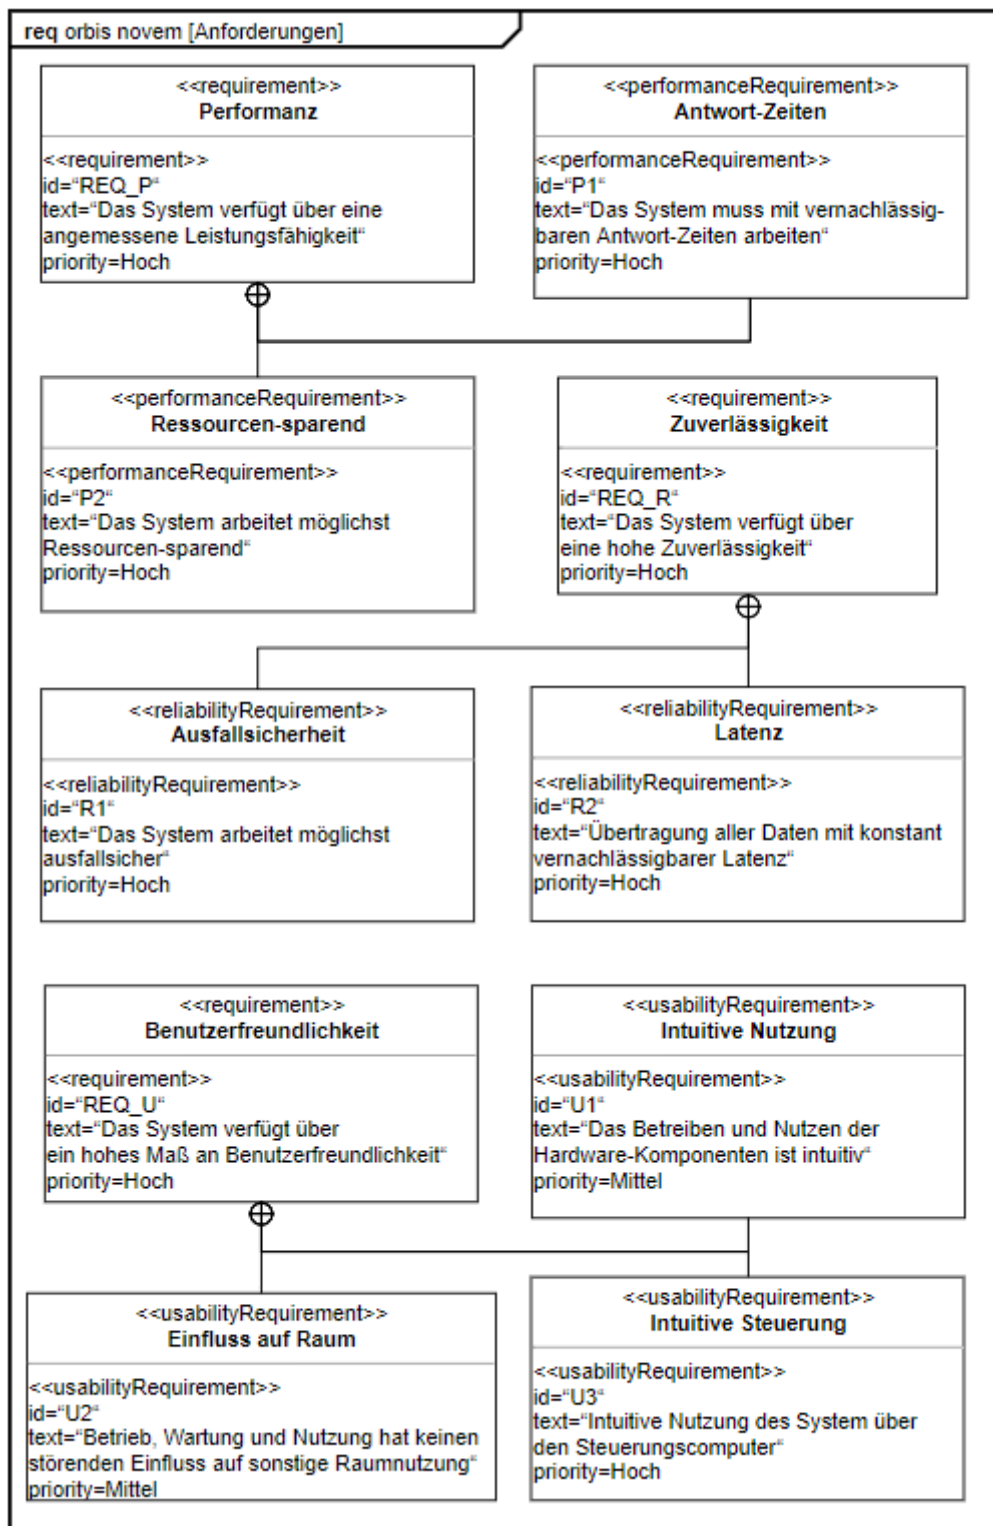 req orbis novem [Anforderungen]
<<requirement>>
Performanz
<<requirement>>
id=“REQ_P“
text=“Das System verfügt über eine
angemessene Leistungsfähigkeit“
priority=Hoch
<<performanceRequirement>>
Antwort-Zeiten
<<performanceRequirement>>
id=“P1“
text=“Das System muss mit vernachlässig-
baren Antwort-Zeiten arbeiten“
priority=Hoch
<<performanceRequirement>>
Ressourcen-sparend
<<performanceRequirement>>
id=“P2“
text=“Das System arbeitet möglichst
Ressourcen-sparend“
priority=Hoch
<<requirement>>
Zuverlässigkeit
<<requirement>>
id=“REQ_R“
text=“Das System verfügt über
eine hohe Zuverlässigkeit“
priority=Hoch
<<reliabilityRequirement>>
Ausfallsicherheit
<<reliabilityRequirement>>
id=“R1“
text=“Das System arbeitet möglichst
ausfallsicher“
priority=Hoch
<<reliabilityRequirement>>
Latenz
<<reliabilityRequirement>>
id=“R2“
text=“Übertragung aller Daten mit konstant
vernachlässigbarer Latenz“
priority=Hoch
<<requirement>>
Benutzerfreundlichkeit
<<requirement>>
id=“REQ_U“
text=“Das System verfügt über
ein hohes Maß an Benutzerfreundlichkeit“
priority=Hoch
<<usabilityRequirement>>
Intuitive Nutzung
<<usabilityRequirement>>
id=“U1“
text=“Das Betreiben und Nutzen der
Hardware-Komponenten ist intuitiv“
priority=Mittel
<<usabilityRequirement>>
Einfluss auf Raum
<<usabilityRequirement>>
id=“U2“
text=“Betrieb, Wartung und Nutzung hat keinen
störenden Einfluss auf sonstige Raumnutzung“
priority=Mittel
<<usabilityRequirement>>
Intuitive Steuerung
<<usabilityRequirement>>
id=“U3“
text=“Intuitive Nutzung des System über
den Steuerungscomputer“
priority=Hoch